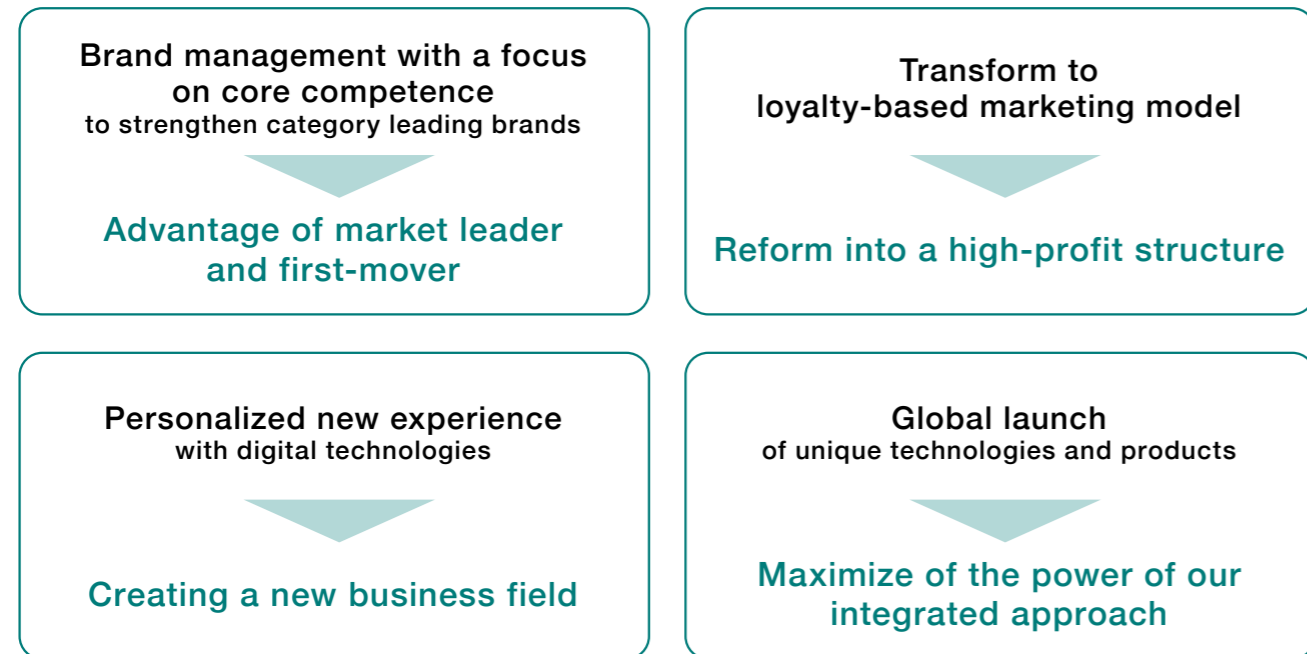 Brand management with a focus
on core competence
to strengthen category leading brands
Advantage of market leader
and first-mover
Transform to
loyalty-based marketing model
Reform into a high-profit structure
Personalized new experience
with digital technologies
Creating a new business field
Global launch
of unique technologies and products
Maximize of the power of our
integrated approach